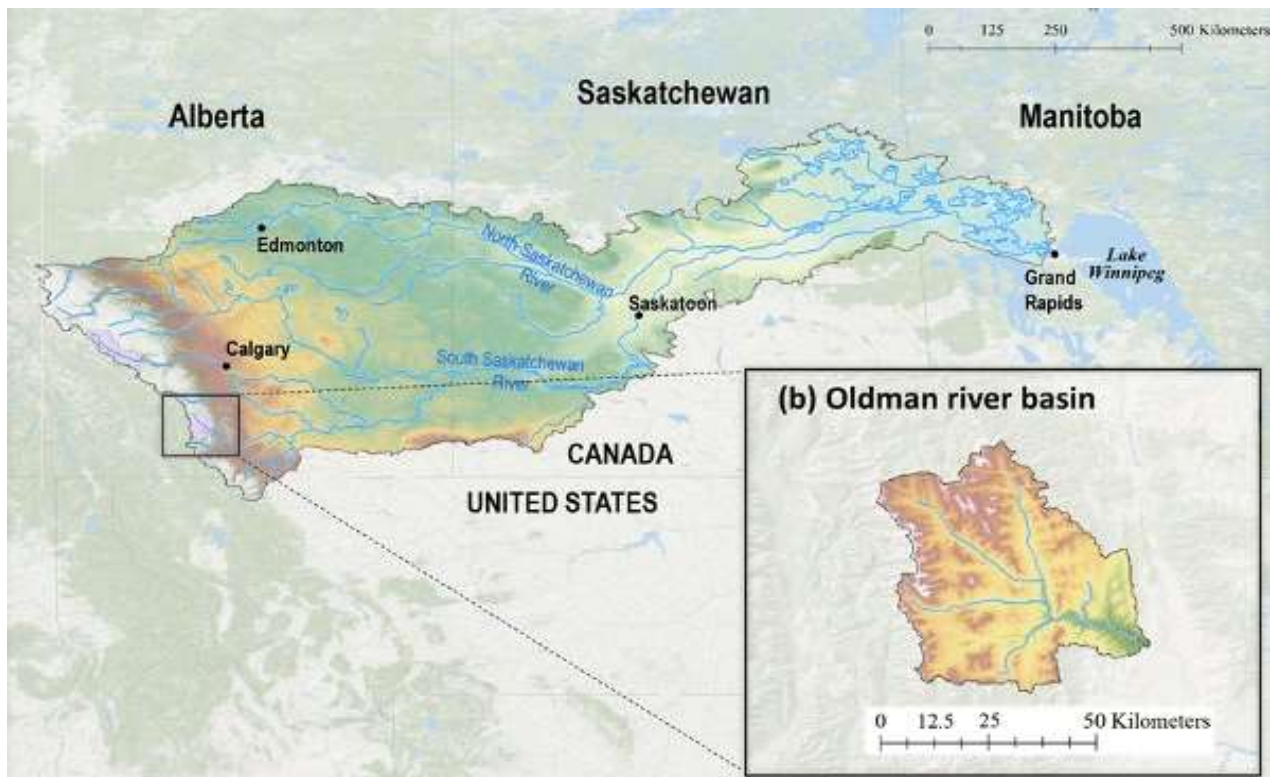 0 125 250 500 Kilometers
Saskatchewan
Alberta
Manitoba
Edmonton
North Saskatchewan
River
Lake
Winnipeg
Grand
Rapids
Saskatoon
Calgary
South Saskatchewan
River
(b) Oldman river basin
CANADA
UNITED STATES
0 12.5 25 50 Kilometers